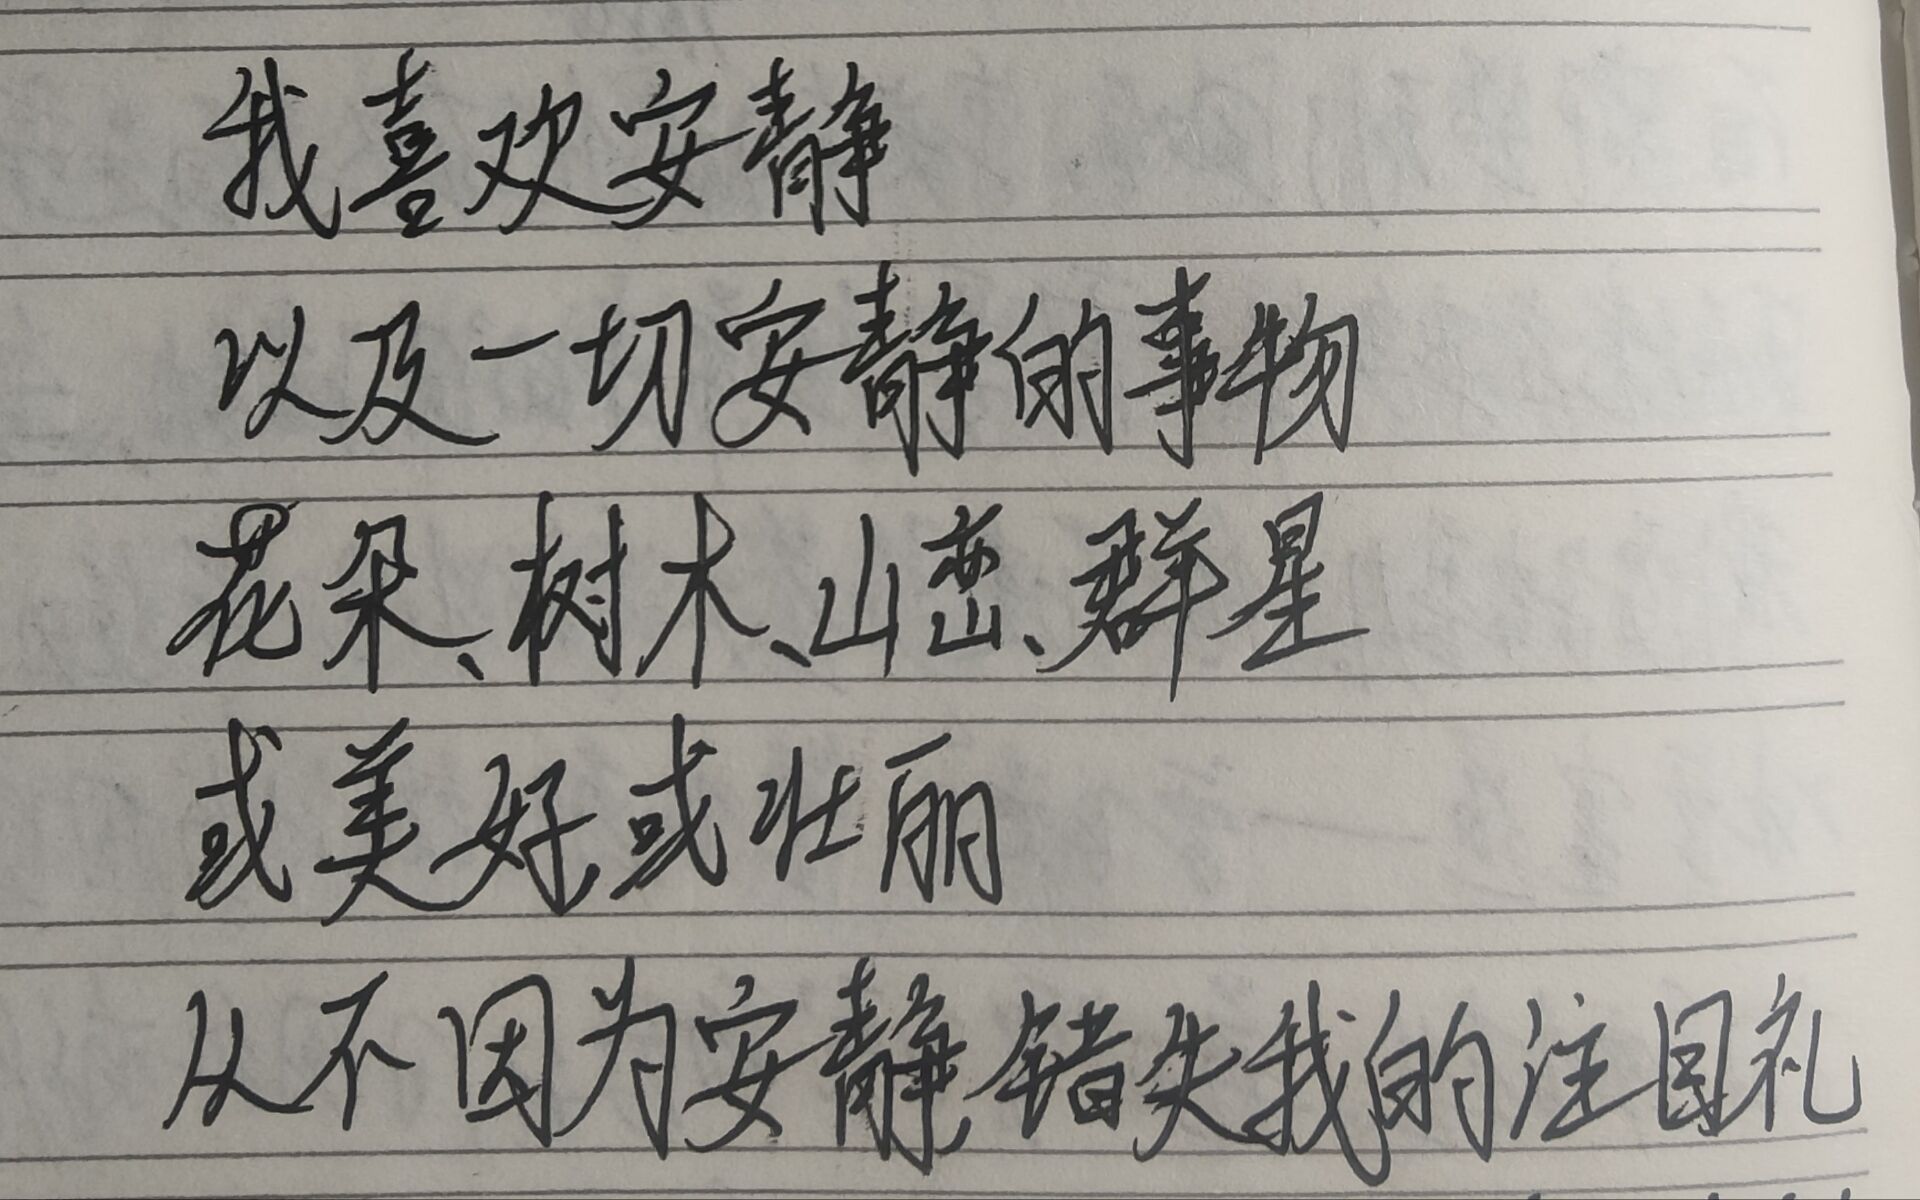 我喜欢安静
以及一切安静的事物
花朵、树木、山峦、群星
或美好,或壮丽
从不因为安静,错失我的注目礼